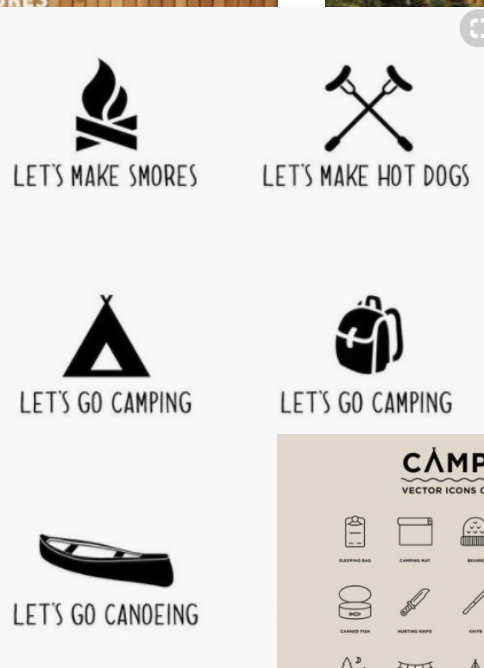 LET'S MAKE SMORES
LET'S MAKE HOT DOGS
LET'S GO CAMPING
LET'S GO CAMPING
LET'S GO CANOEING
CAMP
VECTOR ICONS
SLEEPING BAG
CAMPING MAT
BEANIE
CANNED FISH
HUNTING KNIFE
KNIFE